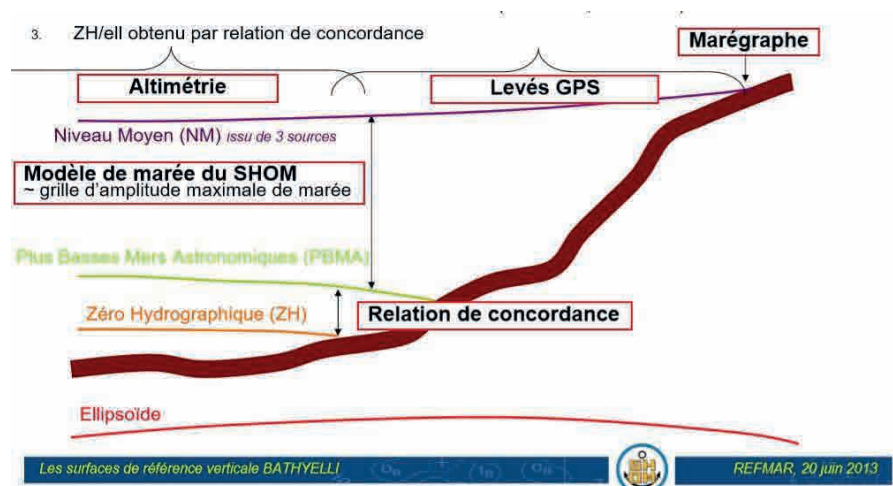 3. ZH/ell obtenu par relation de concordance
Marégraphe
Altimétrie
Levés GPS
Niveau Moyen (NM) issu de 3 sources
Modèle de marée du SHOM
~ grille d'amplitude maximale de marée
Plus Basses Mers Astronomiques (PBMA)
Zéro Hydrographique (ZH)
Relation de concordance
Ellipsoïde
Les surfaces de référence verticale BATHYELLI
SHOM
REFMAR, 20 juin 2013